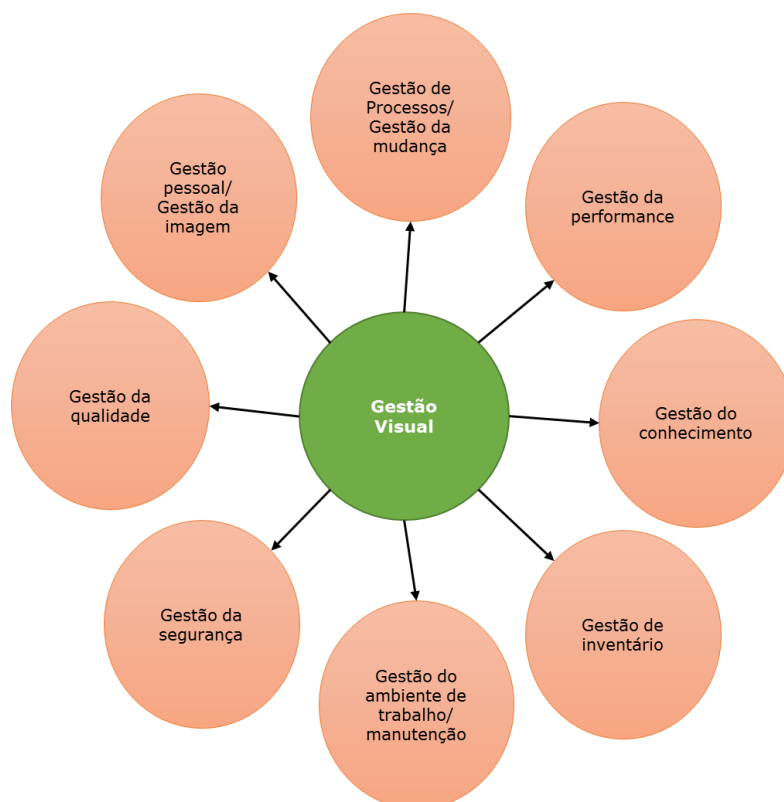 Gestão de
Processos/
Gestão da
mudança
Gestão
pessoal/
Gestão da
imagem
Gestão da
performance
Gestão da
qualidade
Gestão
Visual
Gestão do
conhecimento
Gestão da
segurança
Gestão de
inventário
Gestão do
ambiente de
trabalho/
manutenção